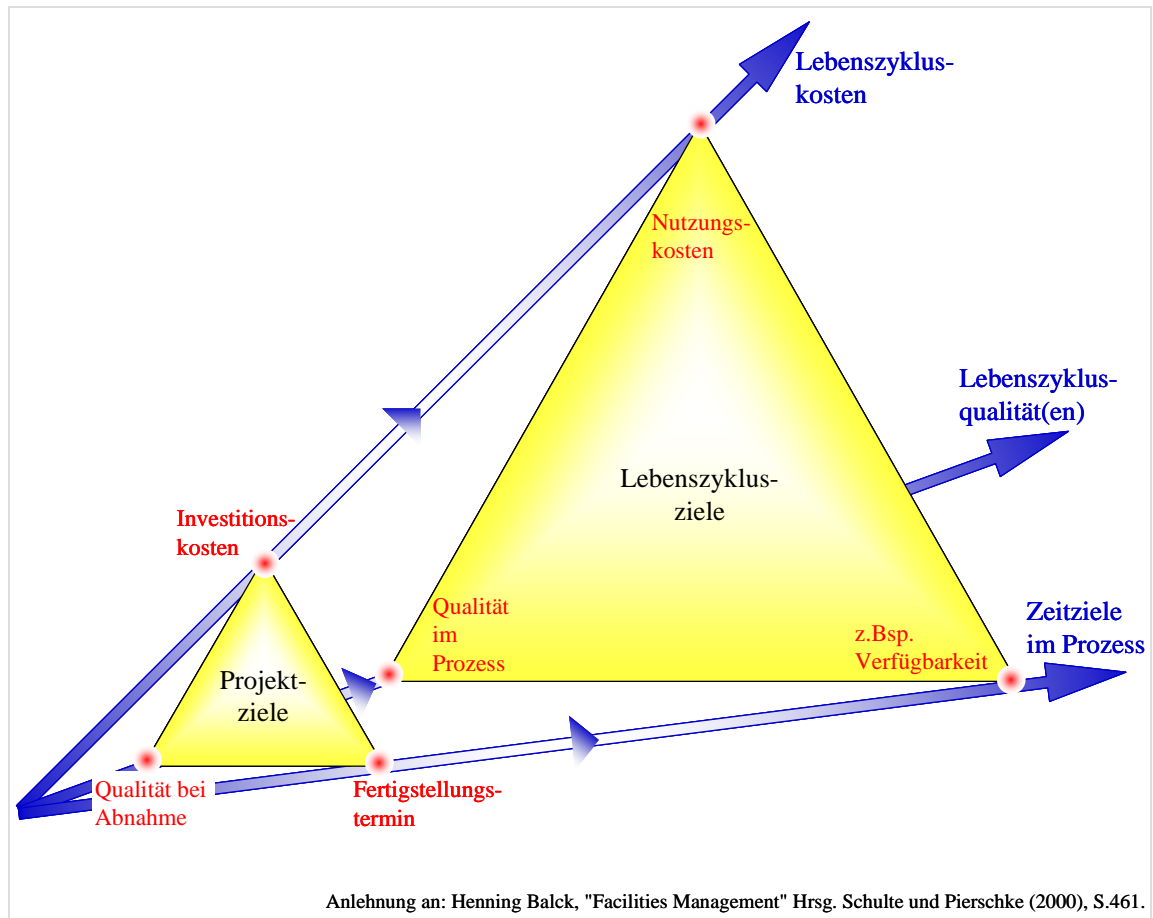 Lebenszyklus-
kosten
Nutzungs-
kosten
Lebenszyklus-
qualität(en)
Lebenszyklus-
ziele
Investitions-
kosten
Qualität
im
Prozess
z.Bsp.
Verfügbarkeit
Zeitziele
im Prozess
Projekt-
ziele
Qualität bei
Abnahme
Fertigstellungs-
termin
Anlehnung an: Henning Balck, "Facilities Management" Hrsg. Schulte und Pierschke (2000), S.461.